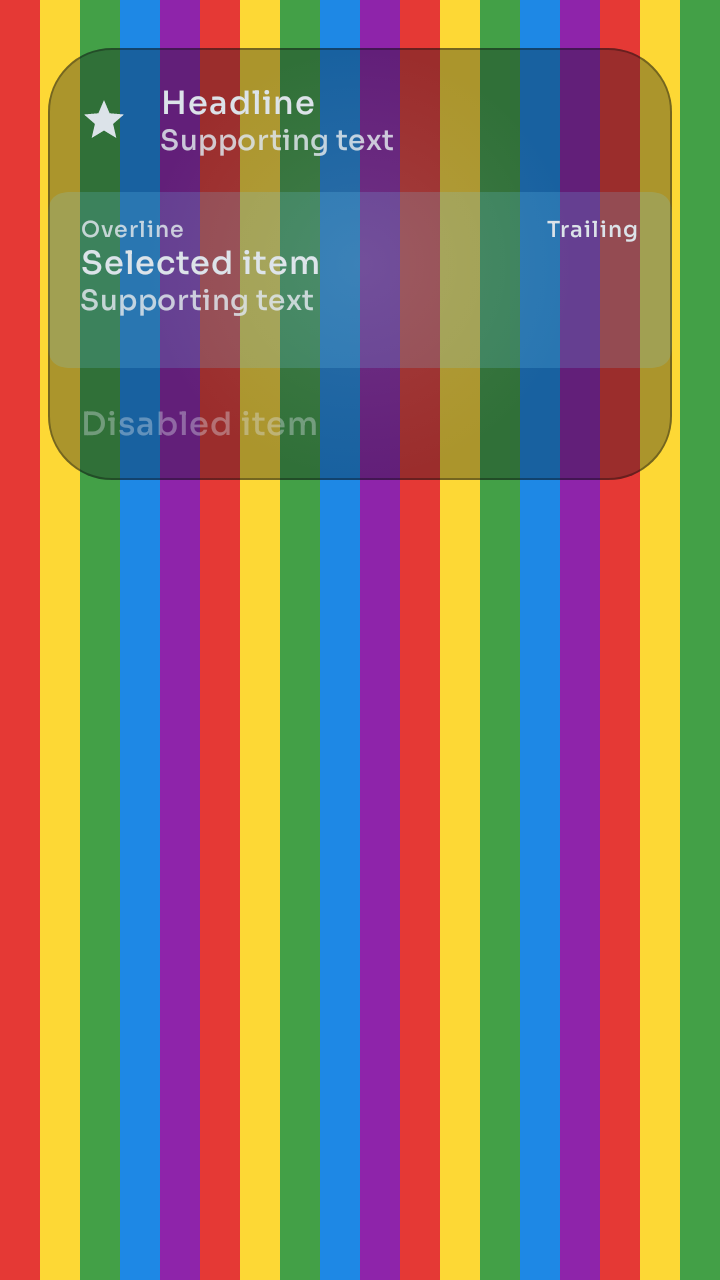 Headline
Supporting text
Overline
Trailing
Selected item
Supporting text
Disabled item